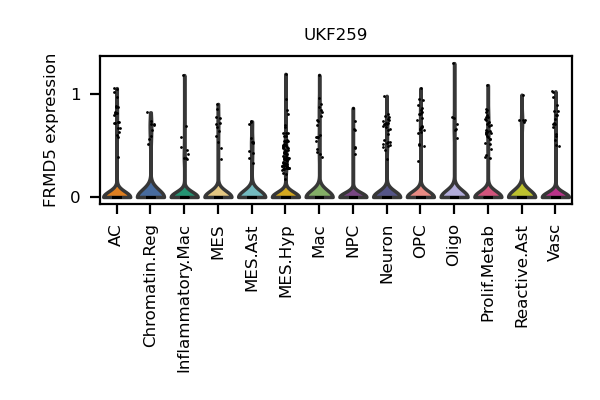 UKF259
FRMD5 expression
1
0
AC
Chromatin.Reg
Inflammatory.Mac
MES
MES.Ast
MES.Hyp
Mac
NPC
Neuron
OPC
Oligo
Prolif.Metab
Reactive.Ast
Vasc